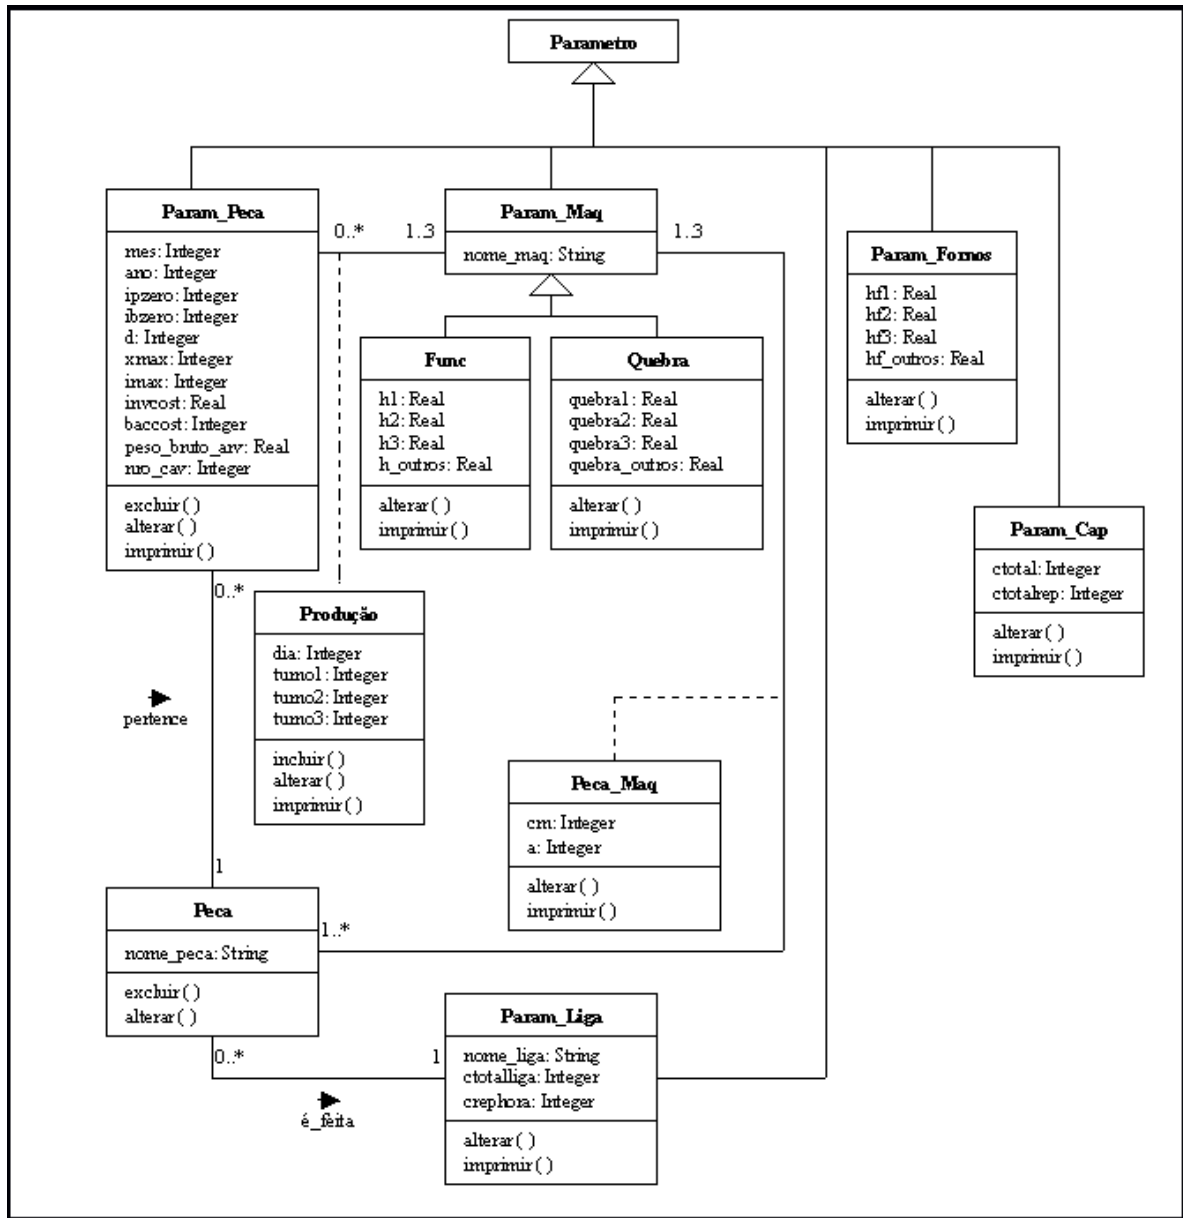 Parametro
Param_Peca
mes: Integer
ano: Integer
ipzero: Integer
ibzero: Integer
d: Integer
xmax: Integer
imax: Integer
invcost: Real
baccost: Integer
peso_bruto_arv: Real
nro_cav: Integer
excluir( )
alterar( )
imprimir( )
0..*
1..3
Param_Maq
nome_maq: String
1..3
Func
h1: Real
h2: Real
h3: Real
h_outros: Real
alterar( )
imprimir( )
Quebra
quebra1: Real
quebra2: Real
quebra3: Real
quebra_outros: Real
alterar( )
imprimir( )
Param_Fornos
hf1: Real
hf2: Real
hf3: Real
hf_outros: Real
alterar( )
imprimir( )
Param_Cap
ctotal: Integer
ctotalrep: Integer
alterar( )
imprimir( )
0..*
Produção
dia: Integer
turno1: Integer
turno2: Integer
turno3: Integer
incluir( )
alterar( )
imprimir( )
pertence
Peca_Maq
cm: Integer
a: Integer
alterar( )
imprimir( )
1
Peca
nome_peca: String
excluir( )
alterar( )
1..*
0..*
1
é_feita
Param_Liga
nome_liga: String
ctotalliga: Integer
crephora: Integer
alterar( )
imprimir( )